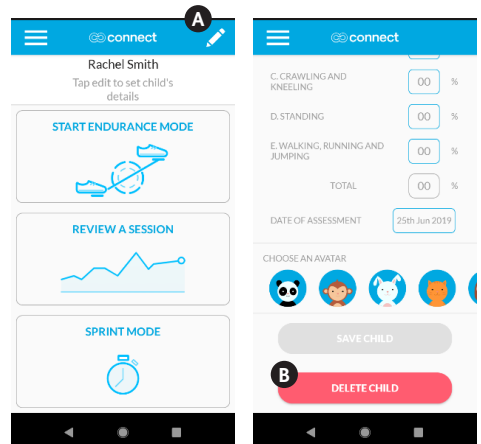 A
connect
Rachel Smith
Tap edit to set child's
details
START ENDURANCE MODE
REVIEW A SESSION
SPRINT MODE
connect
C. CRAWLING AND
KNEELING
00 %
D. STANDING
00 %
E. WALKING, RUNNING AND
JUMPING
00 %
TOTAL
00 %
DATE OF ASSESSMENT
25th Jun 2019
CHOOSE AN AVATAR
SAVE CHILD
B
DELETE CHILD